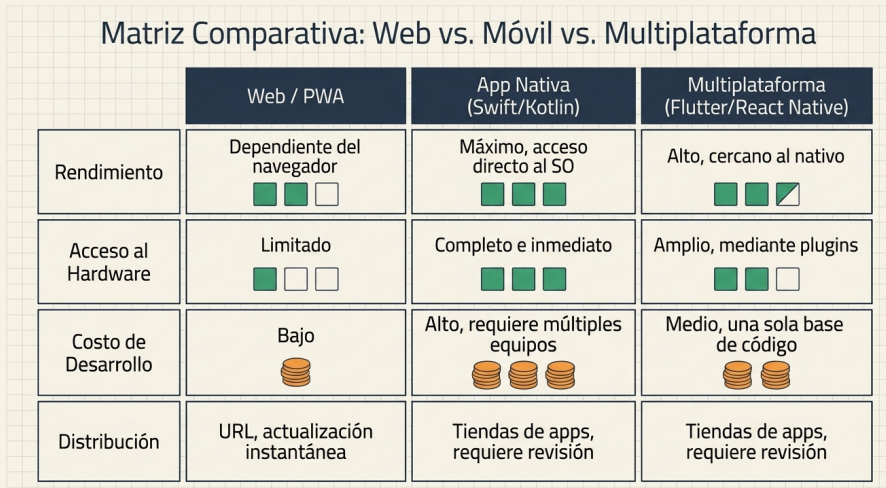 Matriz Comparativa: Web vs. Móvil vs. Multiplataforma
Web / PWA
App Nativa
(Swift/Kotlin)
Multiplataforma
(Flutter/React Native)
Rendimiento
Dependiente del
navegador
Máximo, acceso
directo al SO
Alto, cercano al nativo
Acceso al
Hardware
Limitado
Completo e inmediato
Amplio, mediante plugins
Costo de
Desarrollo
Bajo
Alto, requiere múltiples
equipos
Medio, una sola base
de código
Distribución
URL, actualización
instantánea
Tiendas de apps,
requiere revisión
Tiendas de apps,
requiere revisión